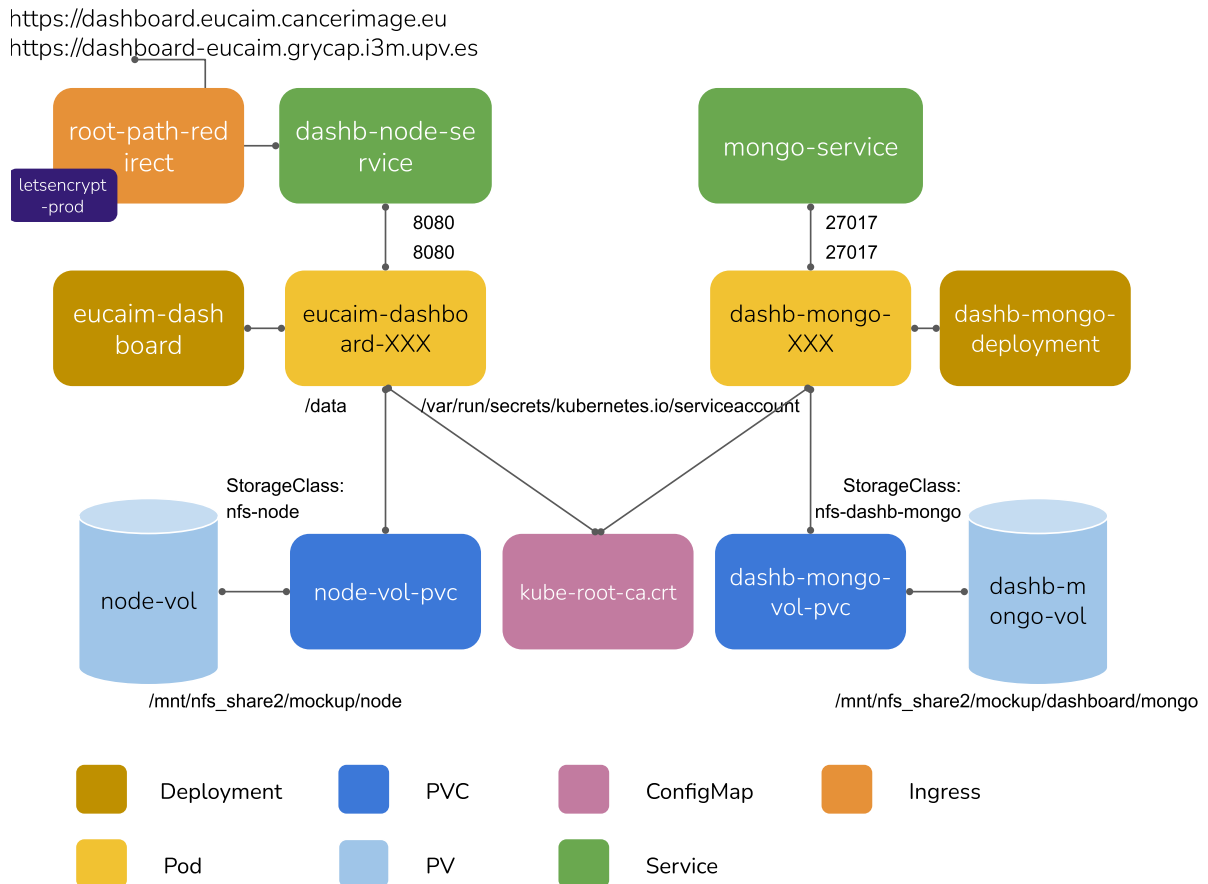 https://dashboard.eucaim.cancerimage.eu
https://dashboard-eucaim.grycap.i3m.upv.es
root-path-red
irect
letsencrypt
-prod
dashb-node-se
rvice
mongo-service
8080
8080
27017
27017
eucaim-dash
board
eucaim-dashbo
ard-XXX
dashb-mongo-
XXX
dashb-mongo-
deployment
/data
/var/run/secrets/kubernetes.io/serviceaccount
StorageClass:
nfs-node
StorageClass:
nfs-dashb-mongo
node-vol
node-vol-pvc
kube-root-ca.crt
dashb-mongo-
vol-pvc
dashb-m
ongo-vol
/mnt/nfs_share2/mockup/node
/mnt/nfs_share2/mockup/dashboard/mongo
Deployment
PVC
ConfigMap
Ingress
Pod
PV
Service